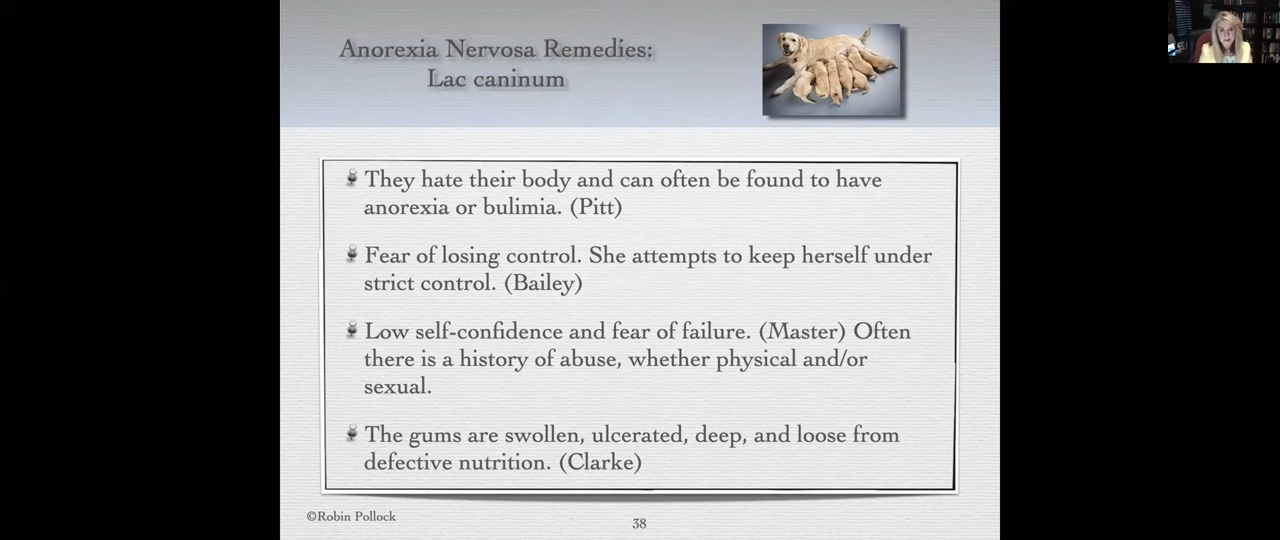 Anorexia Nervosa Remedies:
Lac caninum
They hate their body and can often be found to have
anorexia or bulimia. (Pitt)
Fear of losing control. She attempts to keep herself under
strict control. (Bailey)
Low self-confidence and fear of failure. (Master) Often
there is a history of abuse, whether physical and/or
sexual.
The gums are swollen, ulcerated, deep, and loose from
defective nutrition. (Clarke)
©Robin Pollock
38